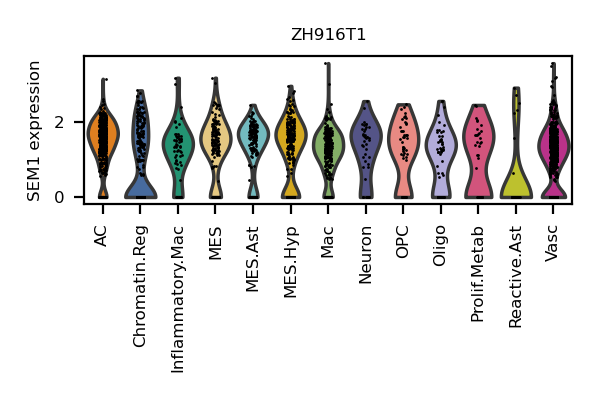 ZH916T1
SEM1 expression
2
0
AC
Chromatin.Reg
Inflammatory.Mac
MES
MES.Ast
MES.Hyp
Mac
Neuron
OPC
Oligo
Prolif.Metab
Reactive.Ast
Vasc